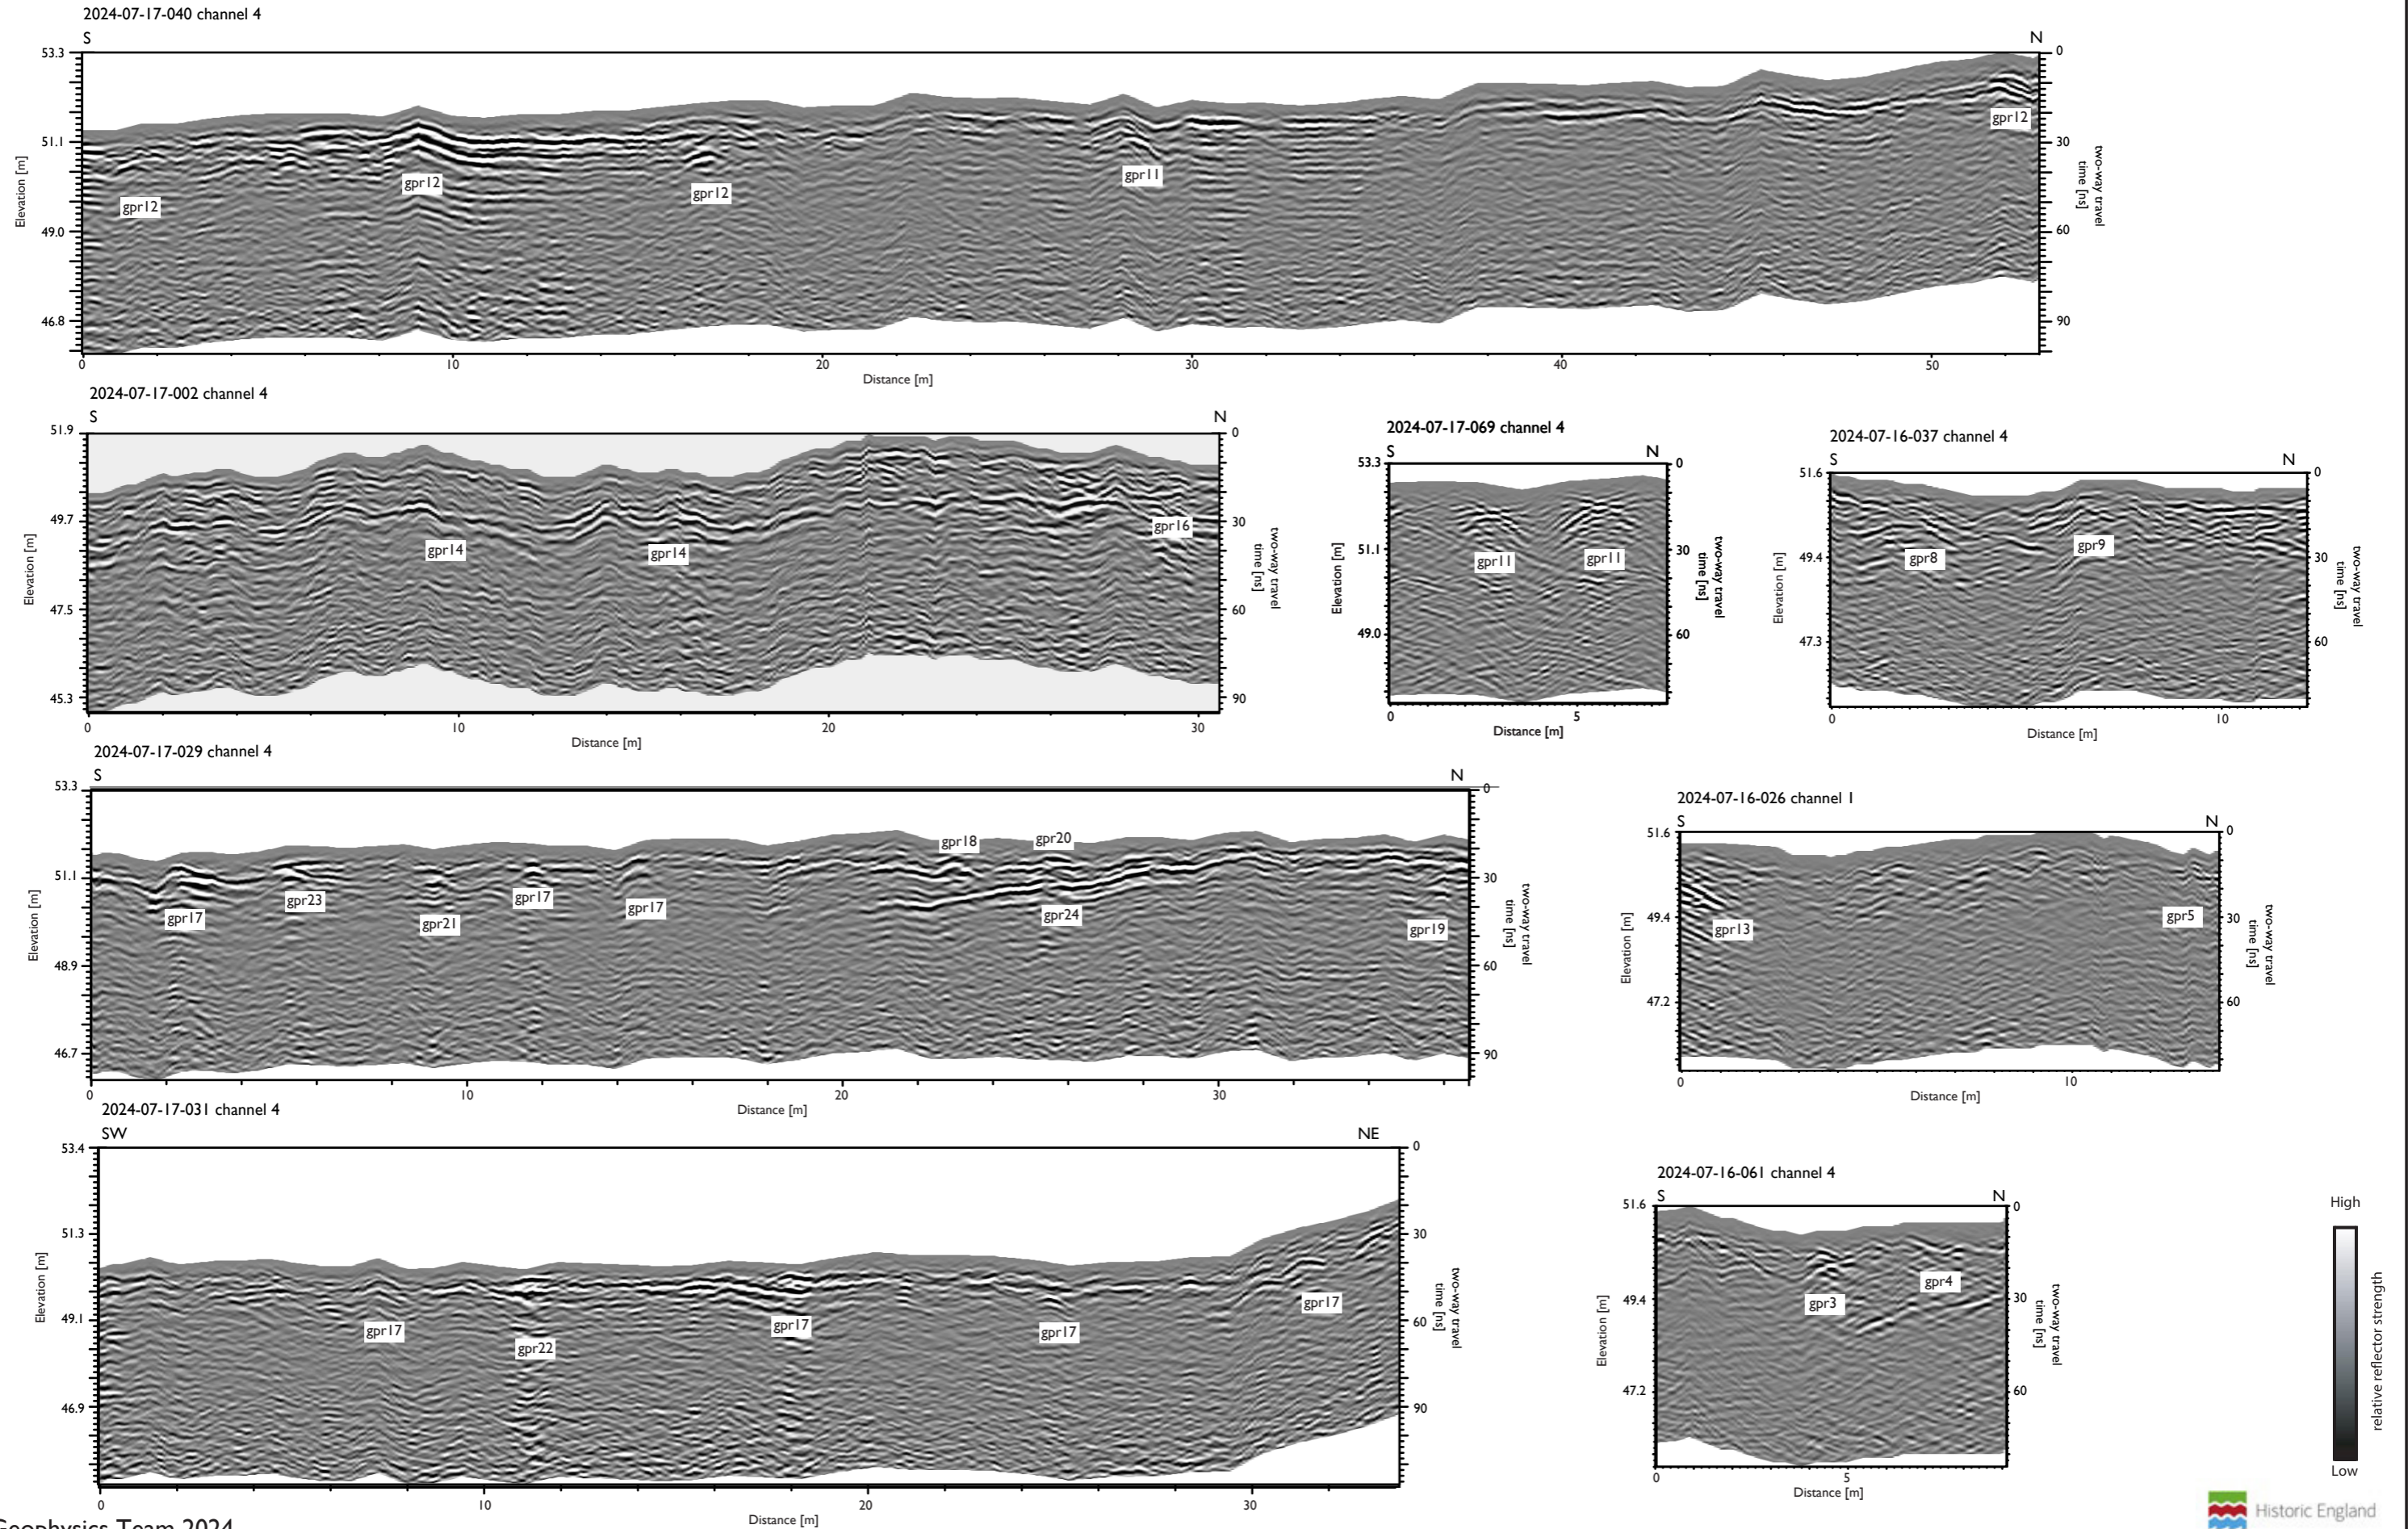 2024-07-17-040 channel 4
S
N
53.3
51.1
49.0
46.8
Elevation [m]
gpr12
gpr12
gpr12
gpr11
gpr12
0
30
60
90
two-way travel
time [ns]
0
10
20
30
40
50
Distance [m]
2024-07-17-002 channel 4
S
N
51.9
49.7
47.5
45.3
Elevation [m]
gpr14
gpr14
gpr16
0
30
60
90
two-way travel
time [ns]
0
10
20
30
Distance [m]
2024-07-17-069 channel 4
S
N
53.3
51.1
49.0
Elevation [m]
gpr11
gpr11
0
30
60
two-way travel
time [ns]
0
5
Distance [m]
2024-07-16-037 channel 4
S
N
51.6
49.4
47.3
Elevation [m]
gpr8
gpr9
0
30
60
two-way travel
time [ns]
0
10
Distance [m]
2024-07-17-029 channel 4
S
N
53.3
51.1
48.9
46.7
Elevation [m]
gpr17
gpr23
gpr21
gpr17
gpr17
gpr18
gpr20
gpr24
gpr19
0
30
60
90
two-way travel
time [ns]
0
10
20
30
Distance [m]
2024-07-16-026 channel 1
S
N
51.6
49.4
47.2
Elevation [m]
gpr13
gpr5
0
30
60
two-way travel
time [ns]
0
10
Distance [m]
2024-07-17-031 channel 4
SW
NE
53.4
51.3
49.1
46.9
Elevation [m]
gpr17
gpr22
gpr17
gpr17
gpr17
0
30
60
90
two-way travel
time [ns]
0
10
20
30
Distance [m]
2024-07-16-061 channel 4
S
N
51.6
49.4
47.2
Elevation [m]
gpr3
gpr4
0
30
60
two-way travel
time [ns]
0
5
Distance [m]
High
relative reflector strength
Low
Geophysics Team 2024
Historic England